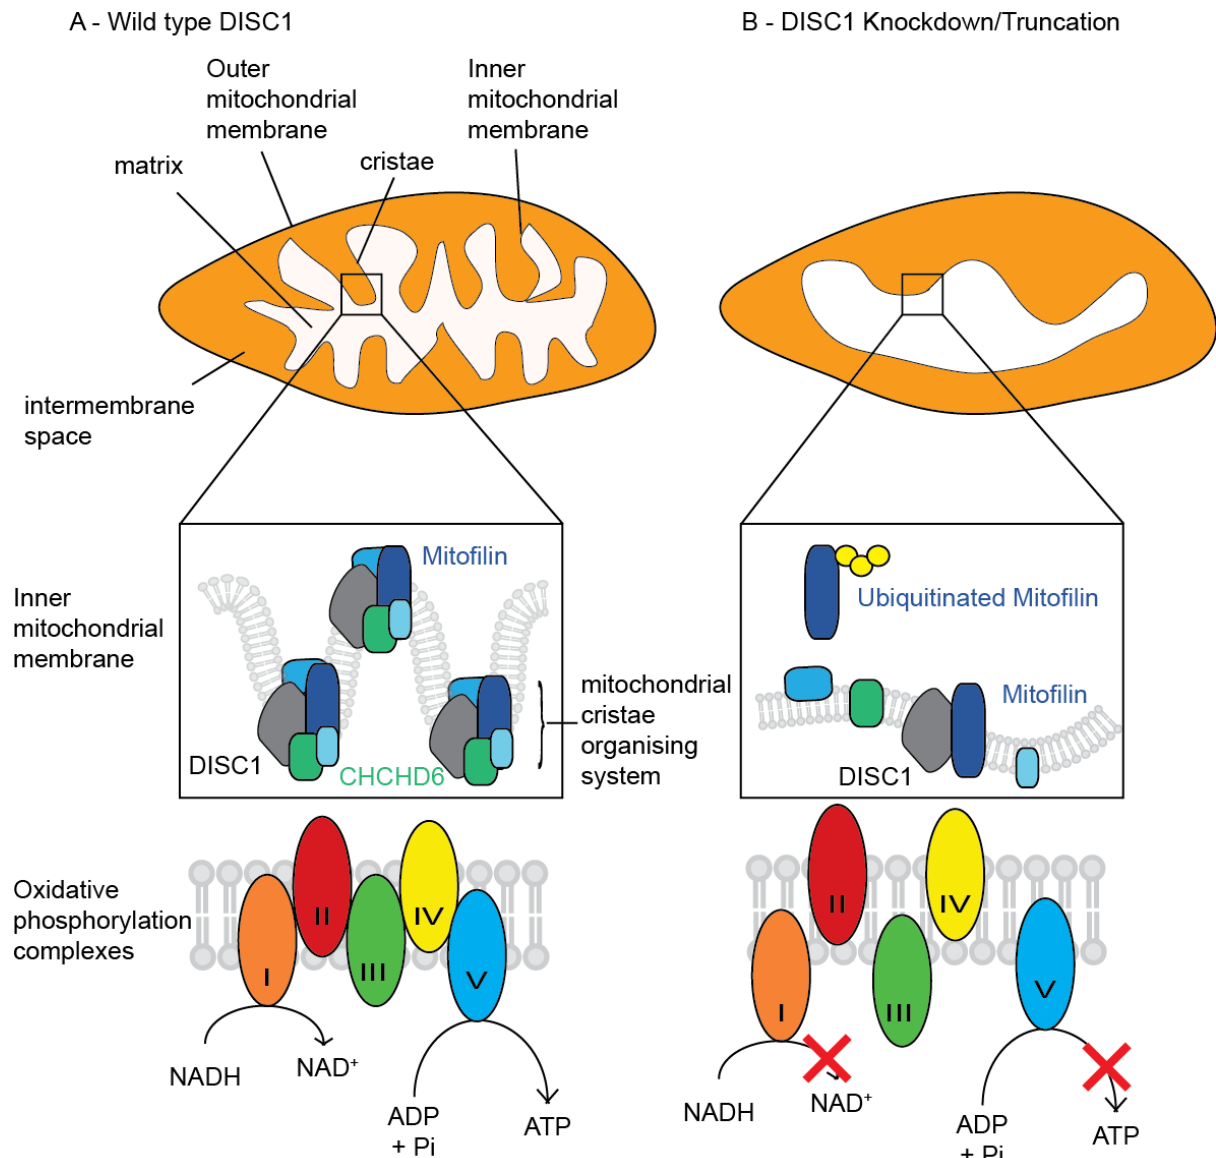 A - Wild type DISC1
B - DISC1 Knockdown/Truncation
Outer
mitochondrial
membrane
Inner
mitochondrial
membrane
matrix
cristae
intermembrane
space
Inner
mitochondrial
membrane
Mitofilin
DISC1
CHCHD6
mitochondrial
cristae
organising
system
Ubiquitinated Mitofilin
Mitofilin
DISC1
Oxidative
phosphorylation
complexes
I
II
III
IV
V
NADH
NAD⁺
ADP
+ Pi
ATP
I
II
III
IV
V
NADH
NAD⁺
ADP
+ Pi
ATP